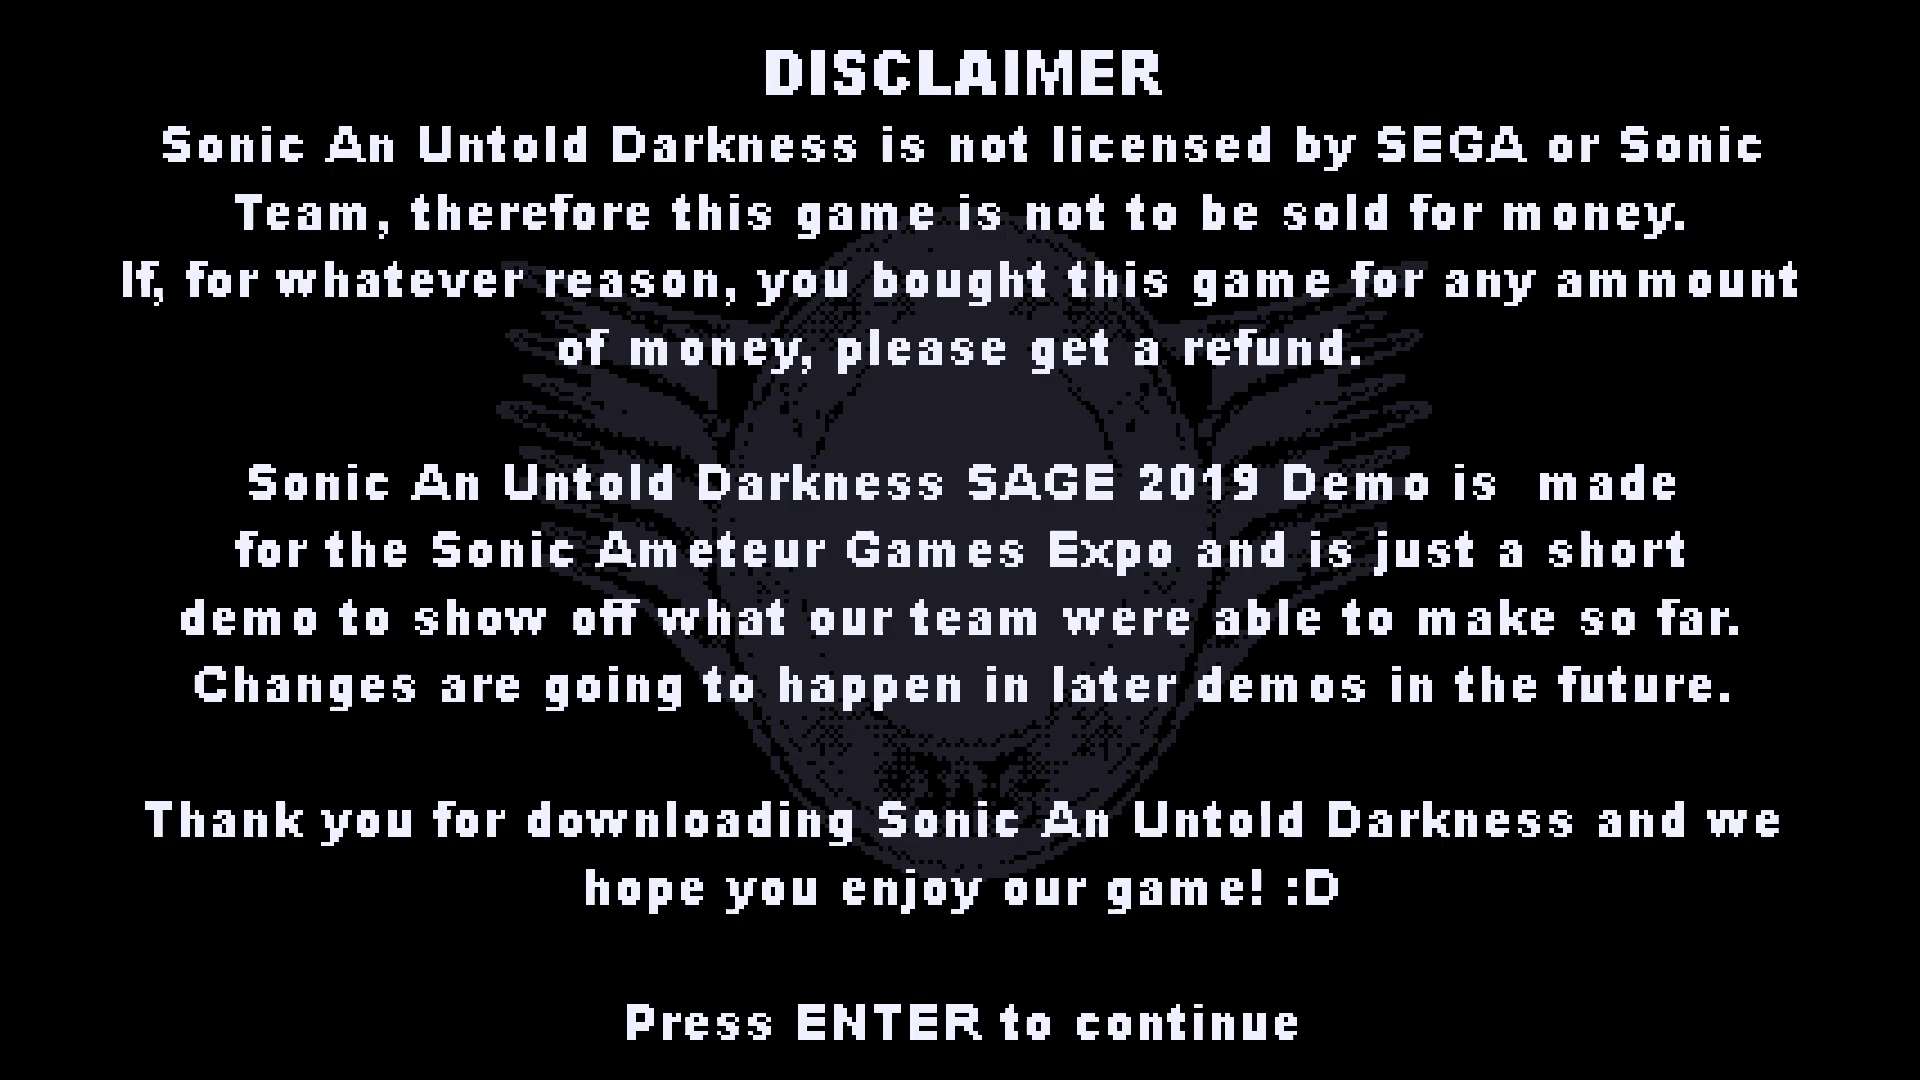 DISCLAIMER
Sonic An Untold Darkness is not licensed by SEGA or Sonic
Team, therefore this game is not to be sold for money.
If, for whatever reason, you bought this game for any ammount
of money, please get a refund.
Sonic An Untold Darkness SAGE 2019 Demo is  made
for the Sonic Ameteur Games Expo and is just a short
demo to show off what our team were able to make so far.
Changes are going to happen in later demos in the future.
Thank you for downloading Sonic An Untold Darkness and we
hope you enjoy our game! :D
Press ENTER to continue